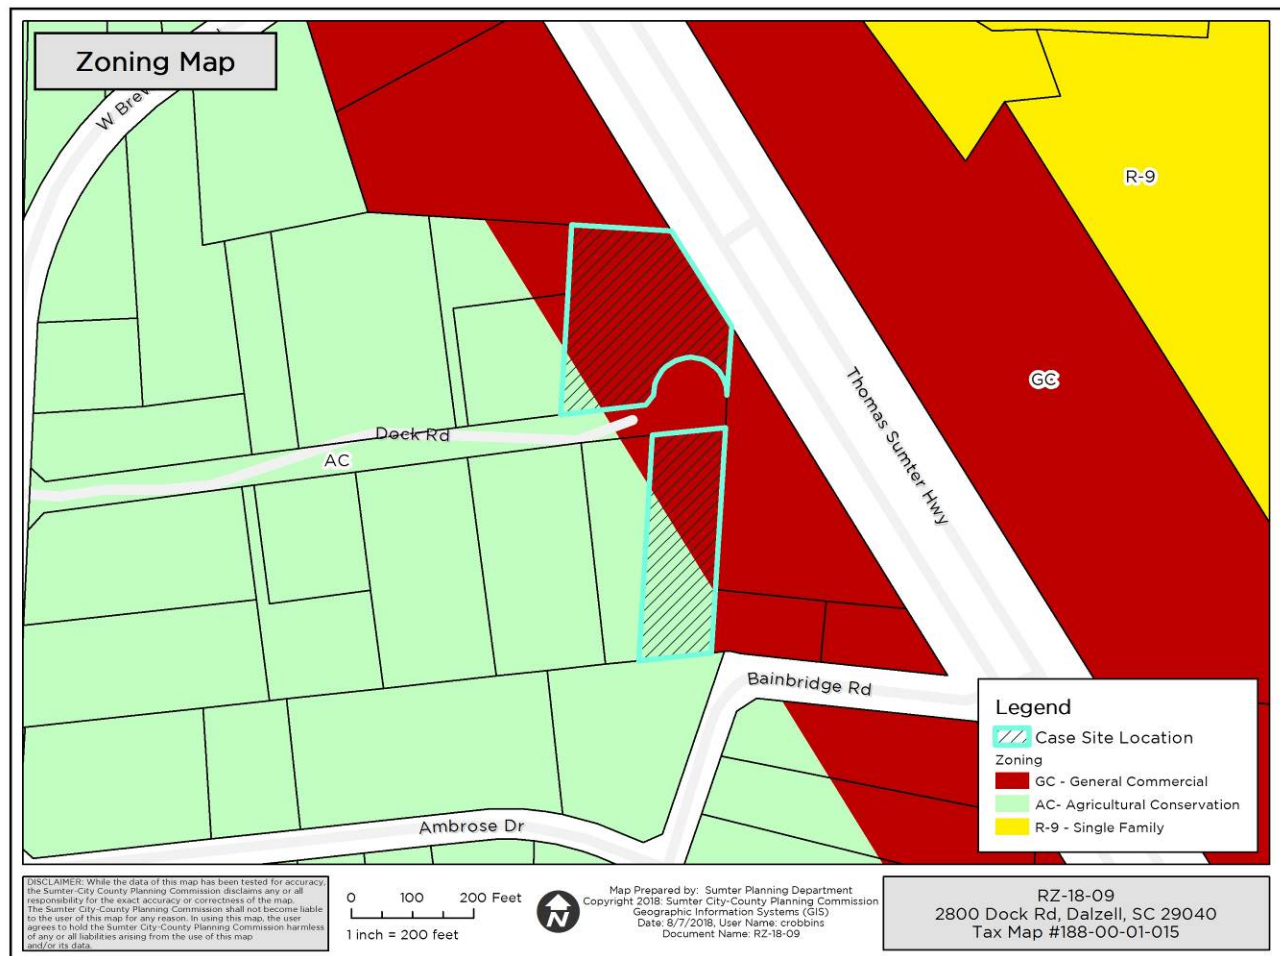 Zoning Map
W Brew
R-9
GC
Thomas Sumter Hwy
Dock Rd
AC
Bainbridge Rd
Ambrose Dr
Legend
Case Site Location
Zoning
GC - General Commercial
AC- Agricultural Conservation
R-9 - Single Family
DISCLAIMER: While the data of this map has been tested for accuracy,
the Sumter-City County Planning Commission disclaims any or all
responsibility for the exact accuracy or correctness of the map.
The Sumter City-County Planning Commission shall not become liable
to the user of this map for any reason. In using this map, the user
agrees to hold the Sumter City-County Planning Commission harmless
of any or all liabilities arising from the use of this map
and/or its data.
0 100 200 Feet
1 inch = 200 feet
N
Map Prepared by: Sumter Planning Department
Copyright 2018: Sumter City-County Planning Commission
Geographic Information Systems (GIS)
Date: 8/7/2018, User Name: crobbins
Document Name: RZ-18-09
RZ-18-09
2800 Dock Rd, Dalzell, SC 29040
Tax Map #188-00-01-015